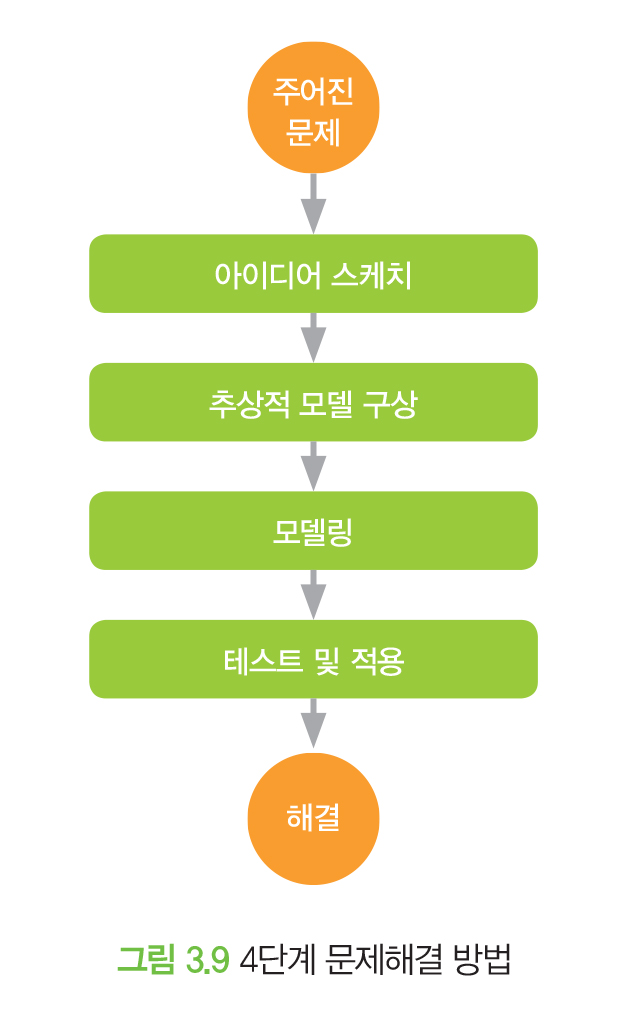 주어진
문제
아이디어 스케치
추상적 모델 구상
모델링
테스트 및 적용
해결
그림 3.9 4단계 문제해결 방법